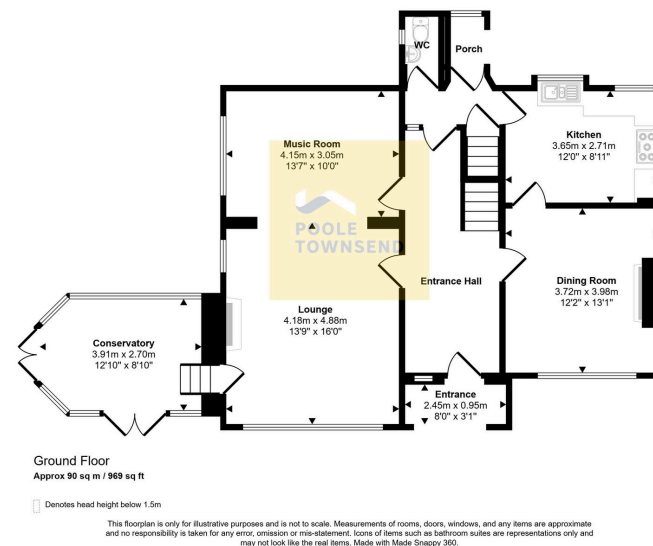 WC
Porch
Kitchen
3.65m x 2.71m
12'0" x 8'11"
Music Room
4.15m x 3.05m
13'7" x 10'0"
POOLE
TOWNSEND
Entrance Hall
Dining Room
3.72m x 3.98m
12'2" x 13'1"
Lounge
4.18m x 4.88m
13'9" x 16'0"
Conservatory
3.91m x 2.70m
12'10" x 8'10"
Entrance
2.45m x 0.95m
8'0" x 3'1"
Ground Floor
Approx 90 sq m / 969 sq ft
Denotes head height below 1.5m
This floorplan is only for illustrative purposes and is not to scale. Measurements of rooms, doors, windows, and any items are approximate
and no responsibility is taken for any error, omission or mis-statement. Icons of items such as bathroom suites are representations only and
may not look like the real items. Made with Made Snappy 360.